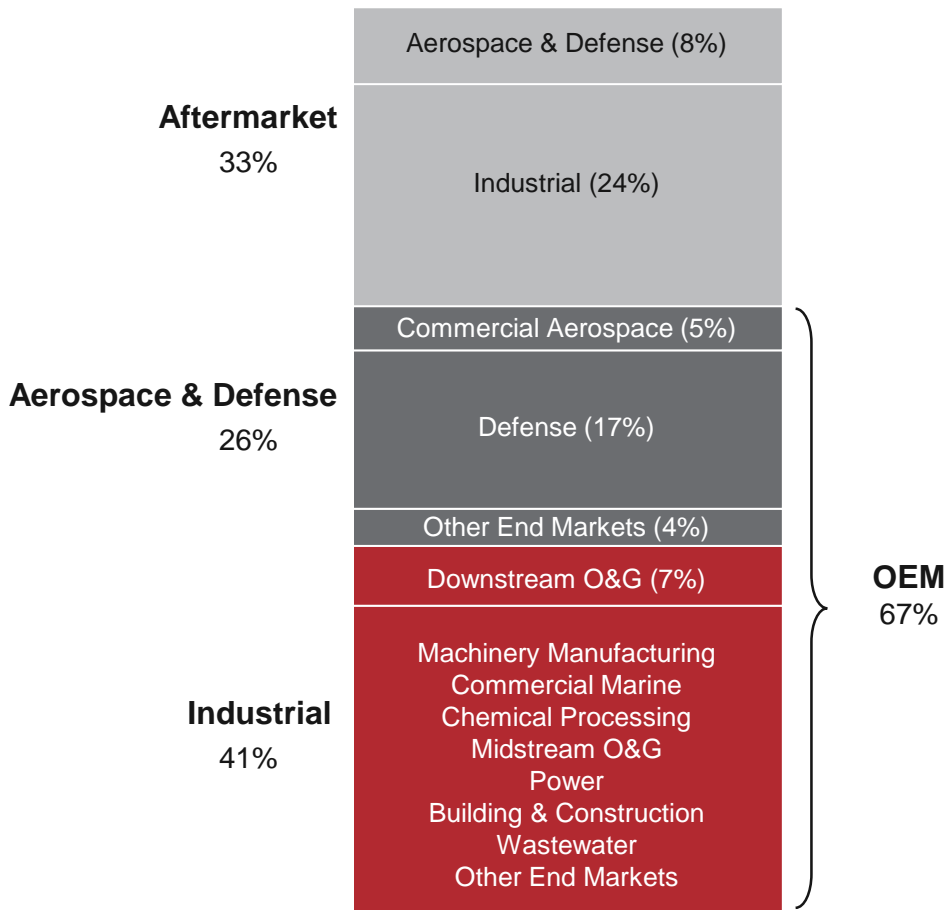 Aftermarket
33%
Aerospace & Defense (8%)
Industrial (24%)
Aerospace & Defense
26%
Commercial Aerospace (5%)
Defense (17%)
Other End Markets (4%)
Industrial
41%
Downstream O&G (7%)
Machinery Manufacturing
Commercial Marine
Chemical Processing
Midstream O&G
Power
Building & Construction
Wastewater
Other End Markets
OEM
67%